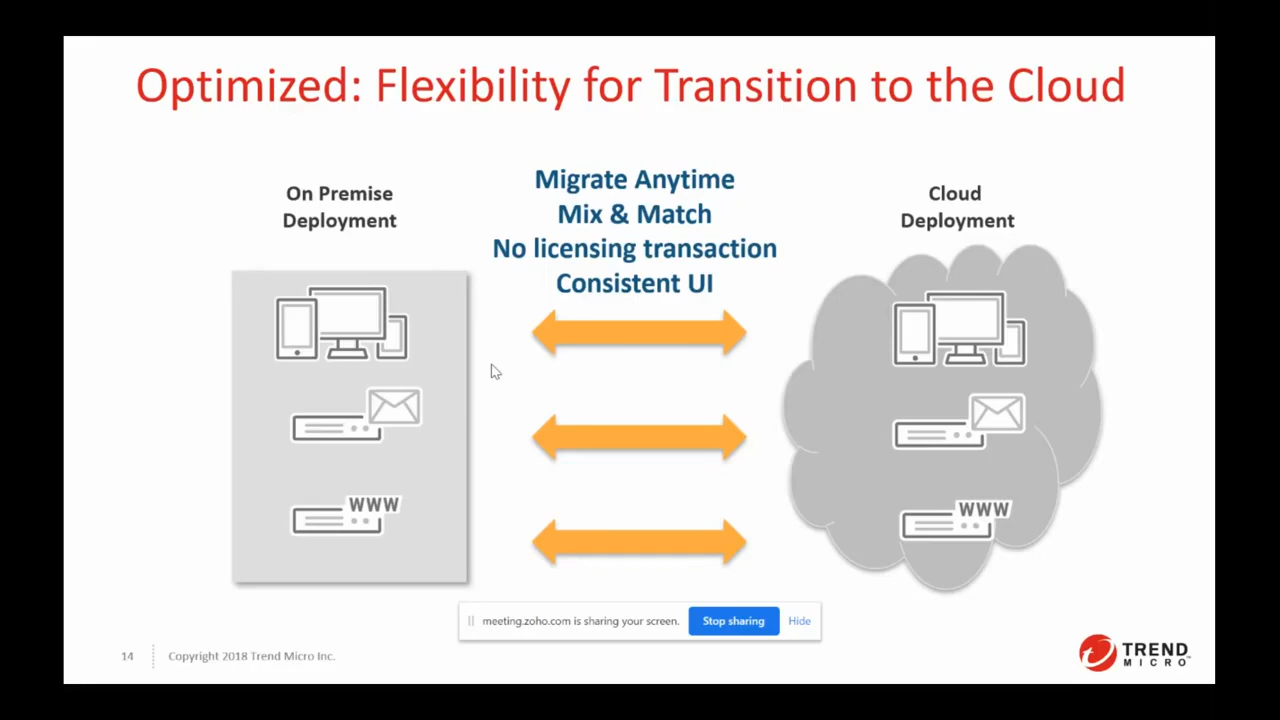 Optimized: Flexibility for Transition to the Cloud
On Premise
Deployment
Migrate Anytime
Mix & Match
No licensing transaction
Consistent UI
Cloud
Deployment
WWW
WWW
meeting.zoho.com is sharing your screen.
Stop sharing
Hide
14
Copyright 2018 Trend Micro Inc.
TREND
MICRO